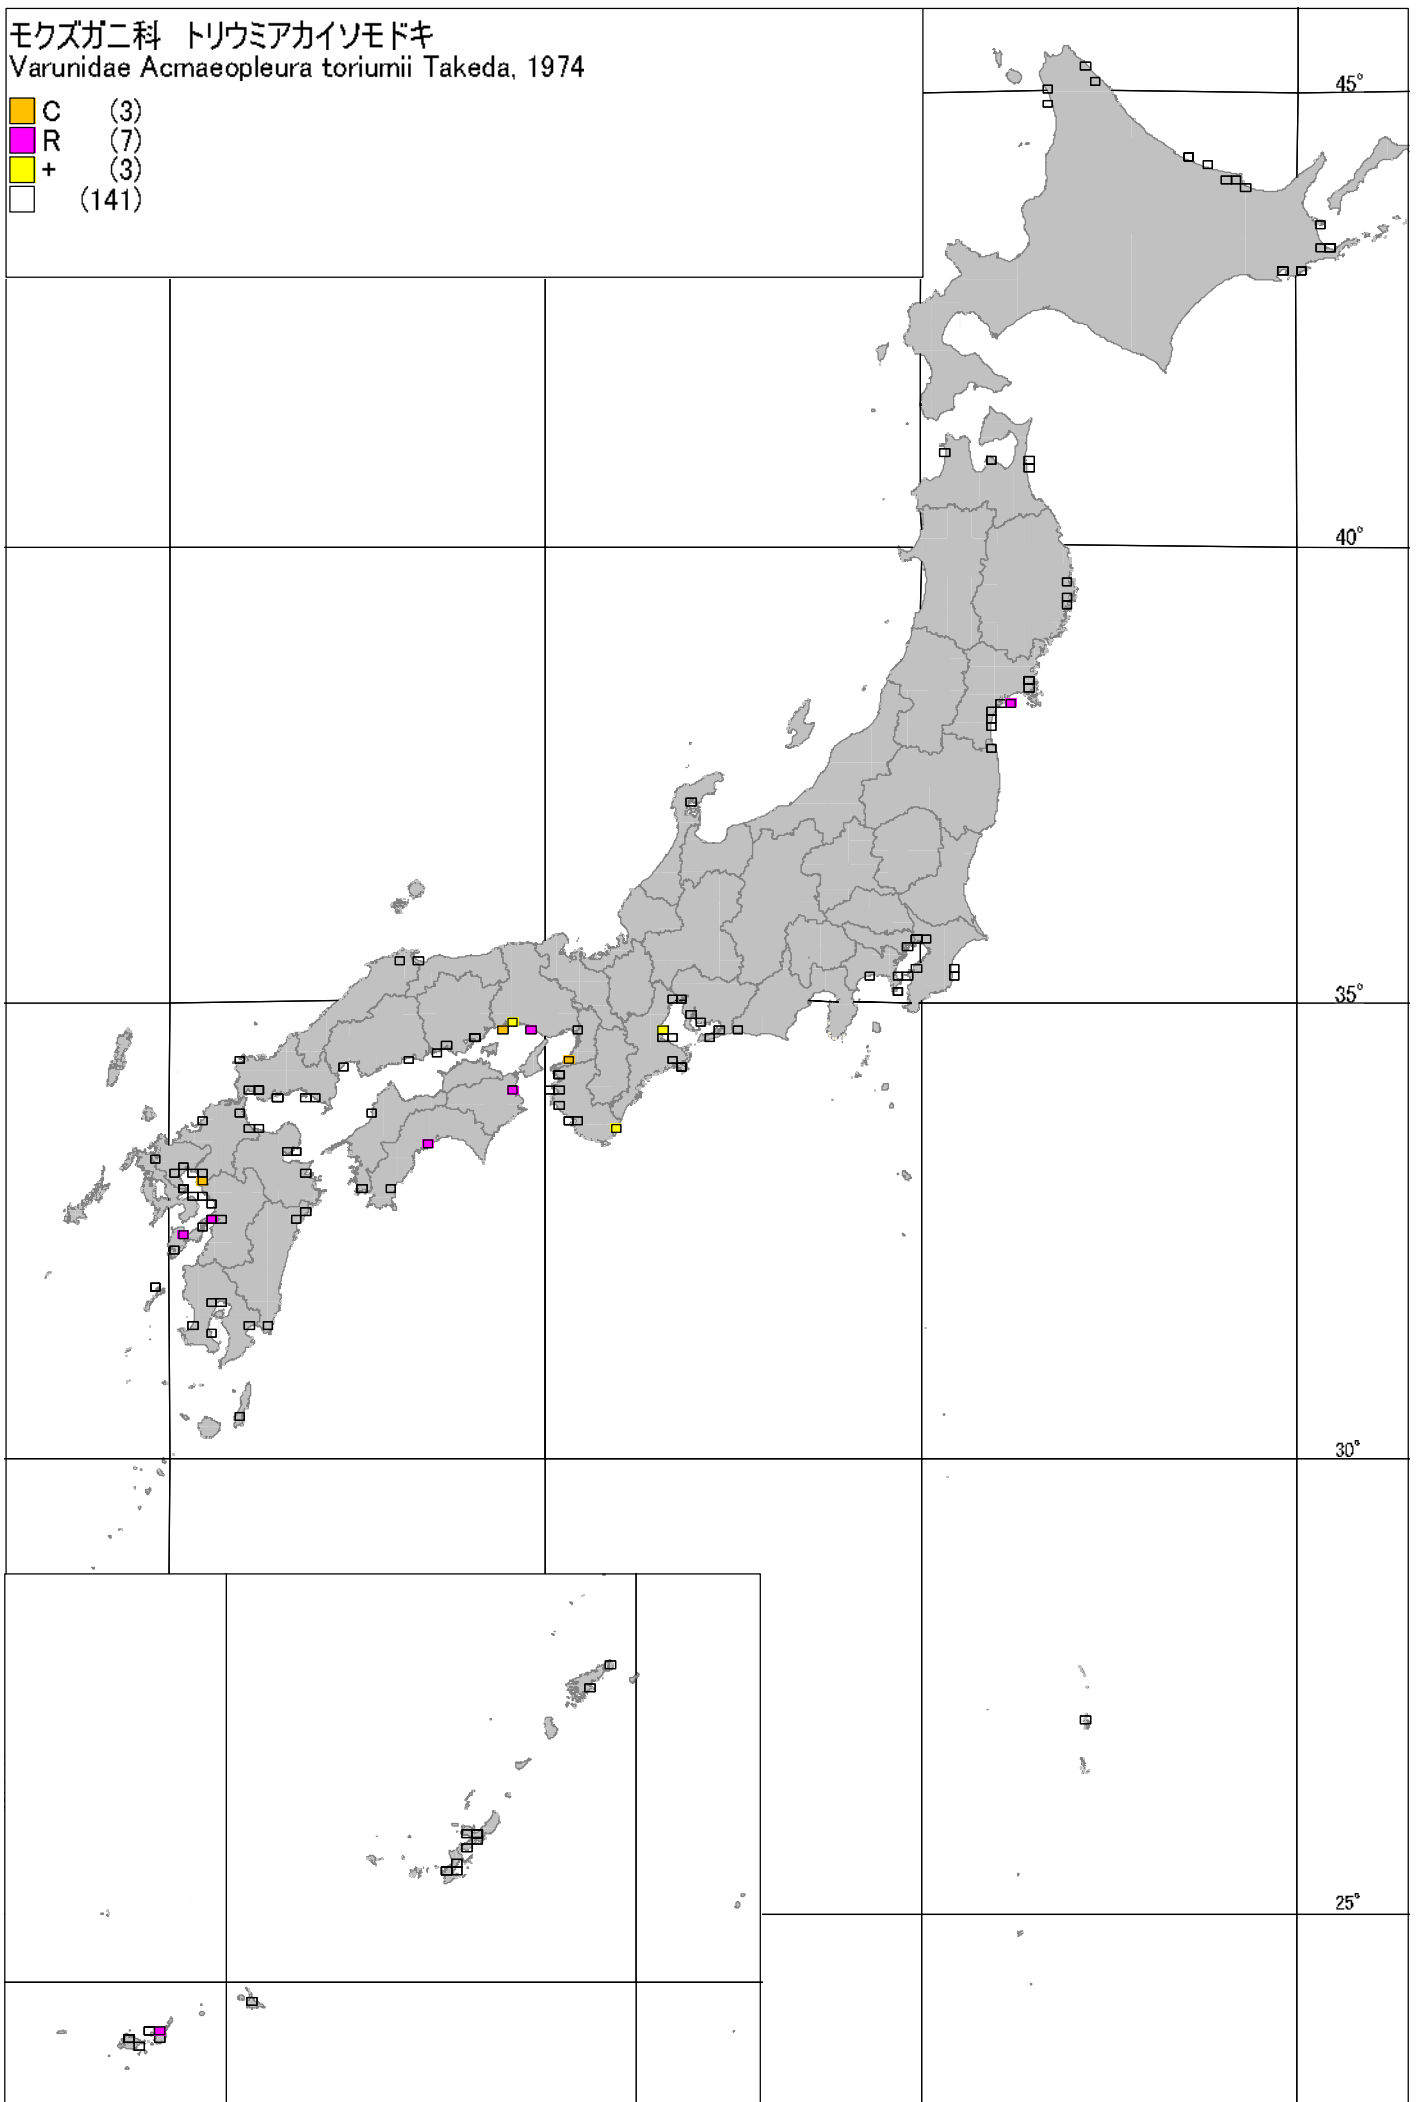 モクズガニ科　トリウミアカイソモドキ
Varunidae Acmaeopleura toriumii Takeda, 1974
C (3)
R (7)
+ (3)
(141)
45°
40°
35°
30°
25°